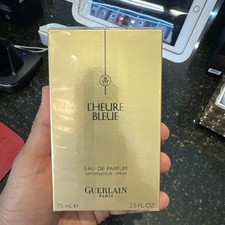 L'HEURE
BLEUE
EAU DE PARFUM
VAPORISATEUR SPRAY
GUERLAIN
PARIS
75 mL e 2.5 FL.OZ